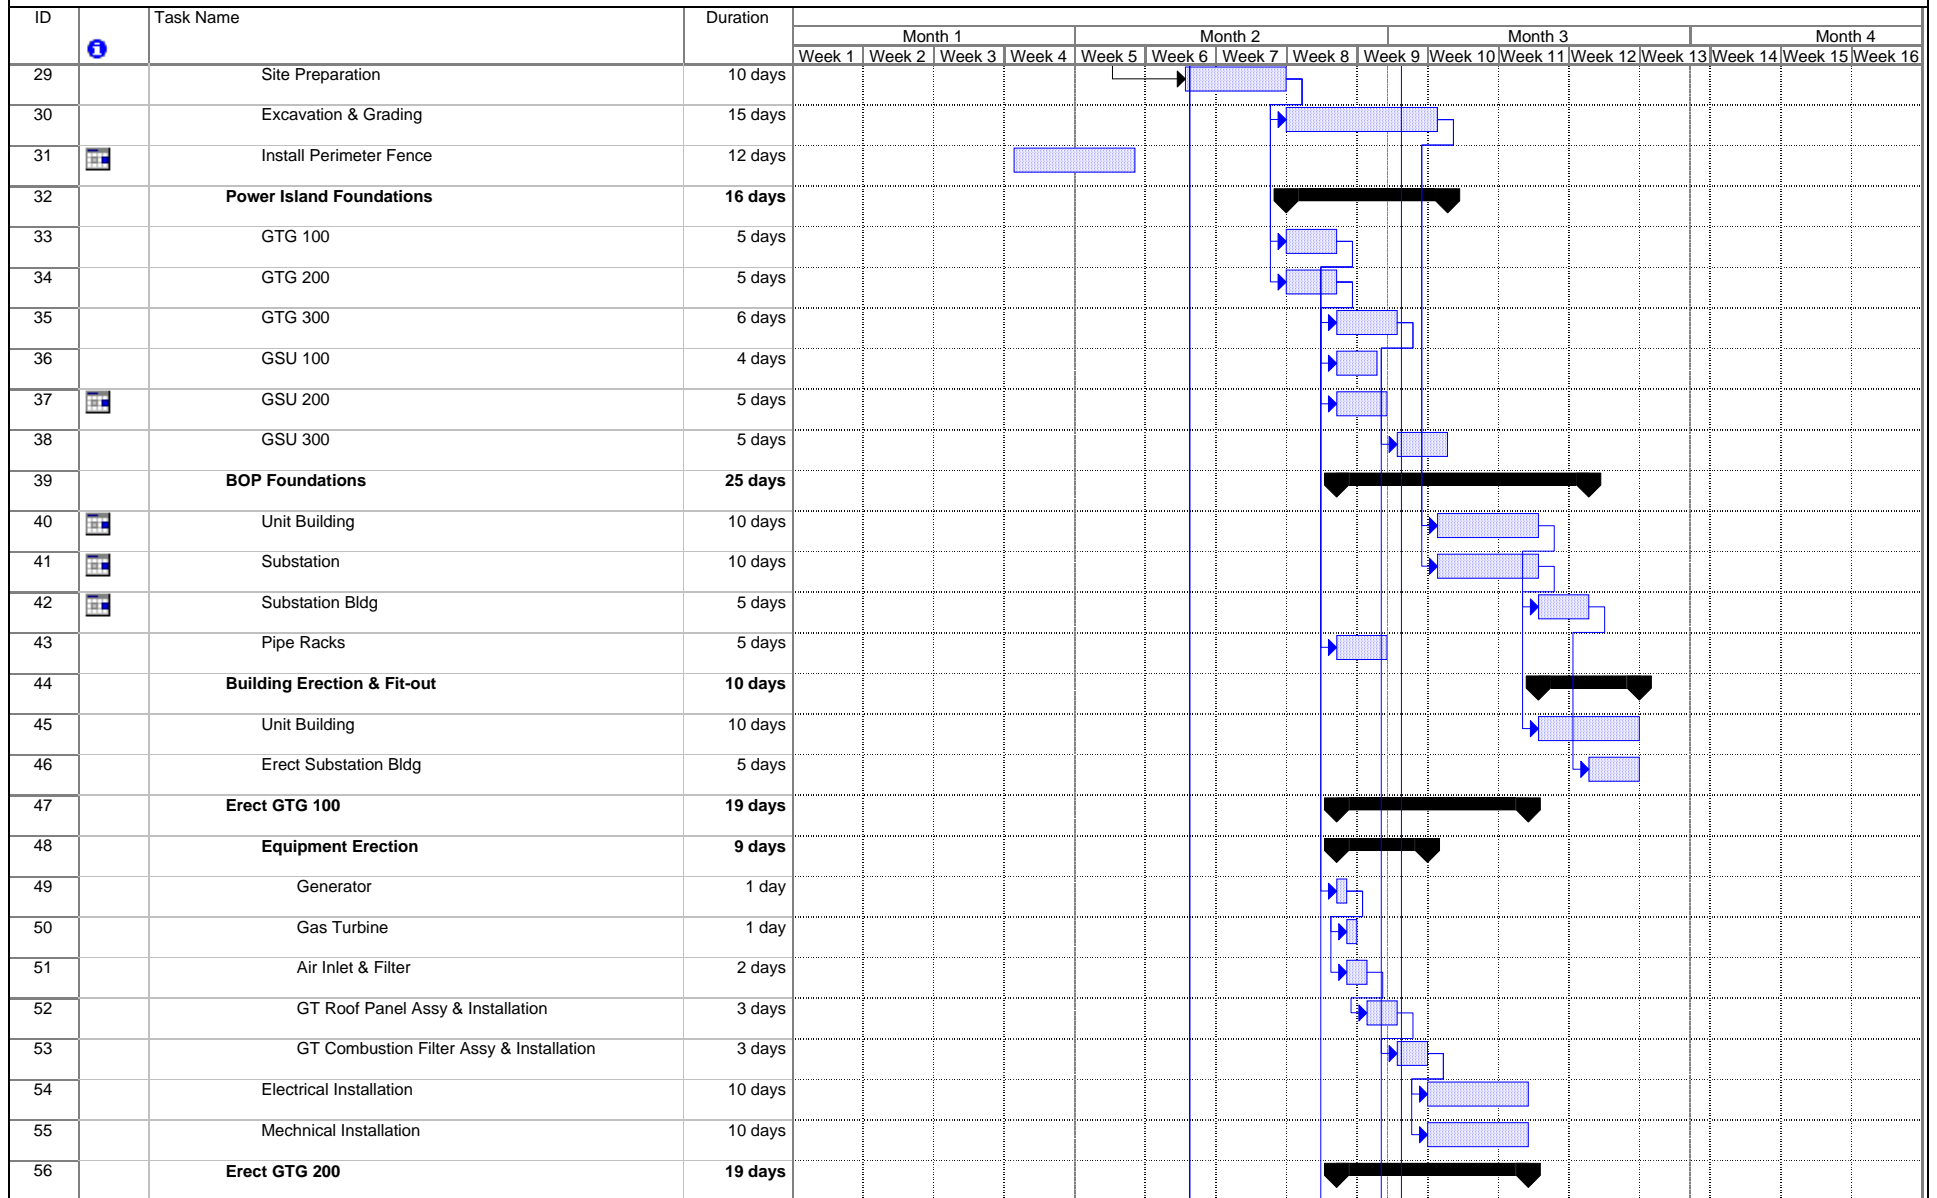 ID Task Name Duration
Month 1 Month 2 Month 3 Month 4
Week 1 Week 2 Week 3 Week 4 Week 5 Week 6 Week 7 Week 8 Week 9 Week 10 Week 11 Week 12 Week 13 Week 14 Week 15 Week 16
29 Site Preparation 10 days
30 Excavation & Grading 15 days
31 Install Perimeter Fence 12 days
32 Power Island Foundations 16 days
33 GTG 100 5 days
34 GTG 200 5 days
35 GTG 300 6 days
36 GSU 100 4 days
37 GSU 200 5 days
38 GSU 300 5 days
39 BOP Foundations 25 days
40 Unit Building 10 days
41 Substation 10 days
42 Substation Bldg 5 days
43 Pipe Racks 5 days
44 Building Erection & Fit-out 10 days
45 Unit Building 10 days
46 Erect Substation Bldg 5 days
47 Erect GTG 100 19 days
48 Equipment Erection 9 days
49 Generator 1 day
50 Gas Turbine 1 day
51 Air Inlet & Filter 2 days
52 GT Roof Panel Assy & Installation 3 days
53 GT Combustion Filter Assy & Installation 3 days
54 Electrical Installation 10 days
55 Mechnical Installation 10 days
56 Erect GTG 200 19 days